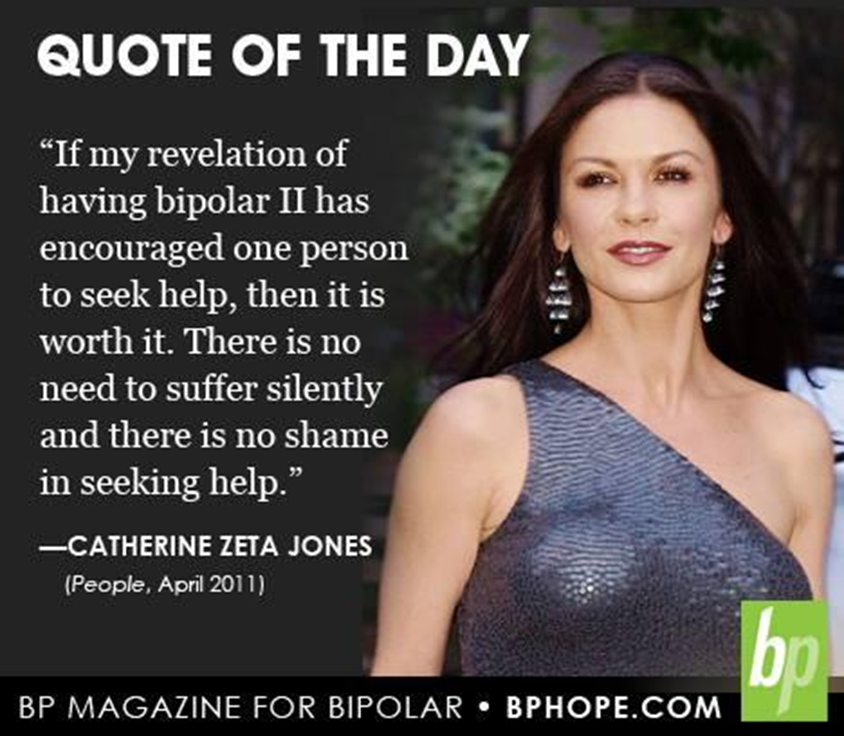 QUOTE OF THE DAY
“If my revelation of
having bipolar II has
encouraged one person
to seek help, then it is
worth it. There is no
need to suffer silently
and there is no shame
in seeking help.”
—CATHERINE ZETA JONES
(People, April 2011)
bp
BP MAGAZINE FOR BIPOLAR • BPHOPE.COM